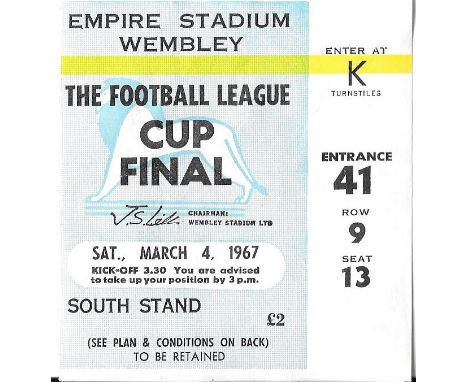 EMPIRE STADIUM
WEMBLEY
THE FOOTBALL LEAGUE
CUP
FINAL
CHAIRMAN:
WEMBLEY STADIUM LTD
SAT., MARCH 4, 1967
KICK-OFF 3.30 You are advised
to take up your position by 3 p.m.
SOUTH STAND
£2
(SEE PLAN & CONDITIONS ON BACK)
TO BE RETAINED
ENTER AT
K
TURNSTILES
ENTRANCE
41
ROW
9
SEAT
13